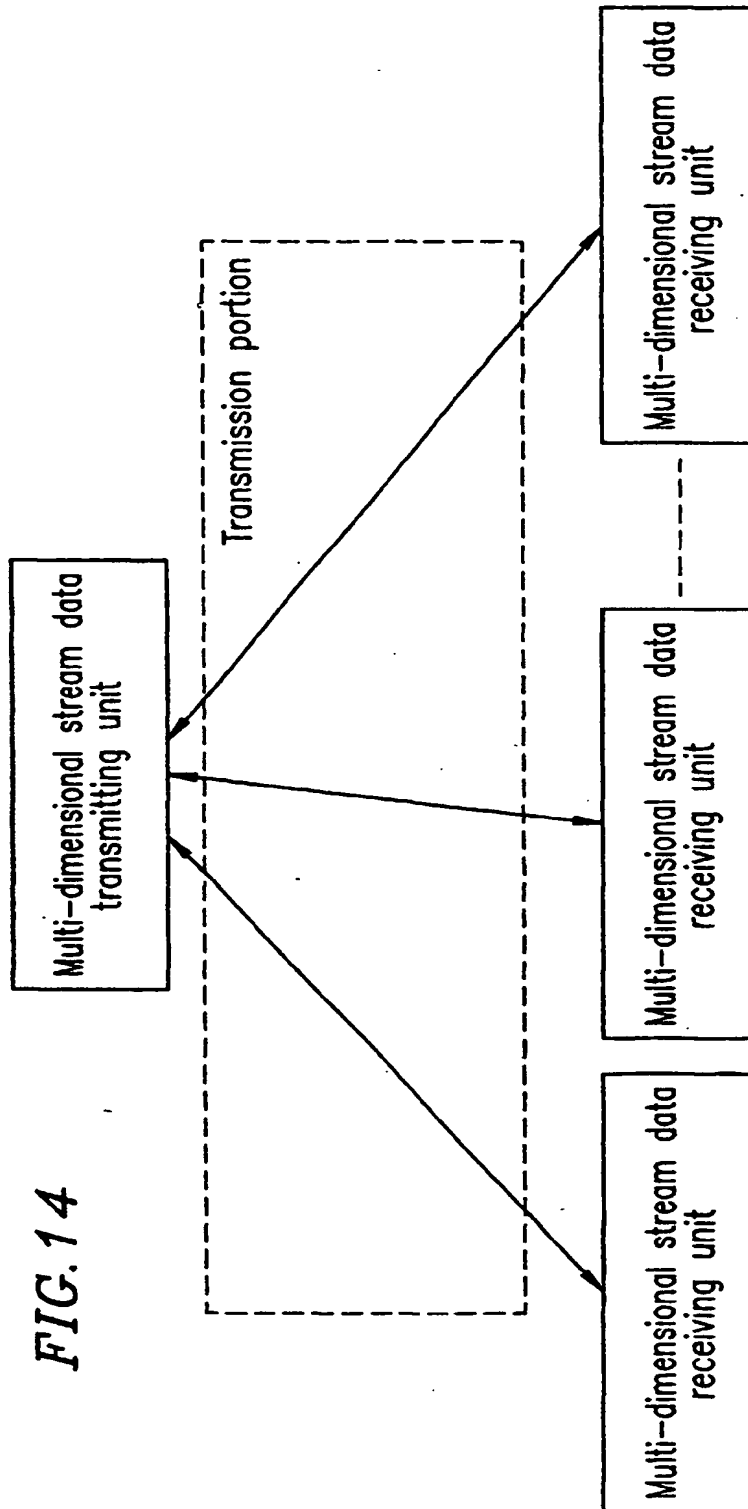 FIG.14
Multi-dimensional stream data
transmitting unit
Transmission portion
Multi-dimensional stream data
receiving unit
Multi-dimensional stream data
receiving unit
Multi-dimensional stream data
receiving unit